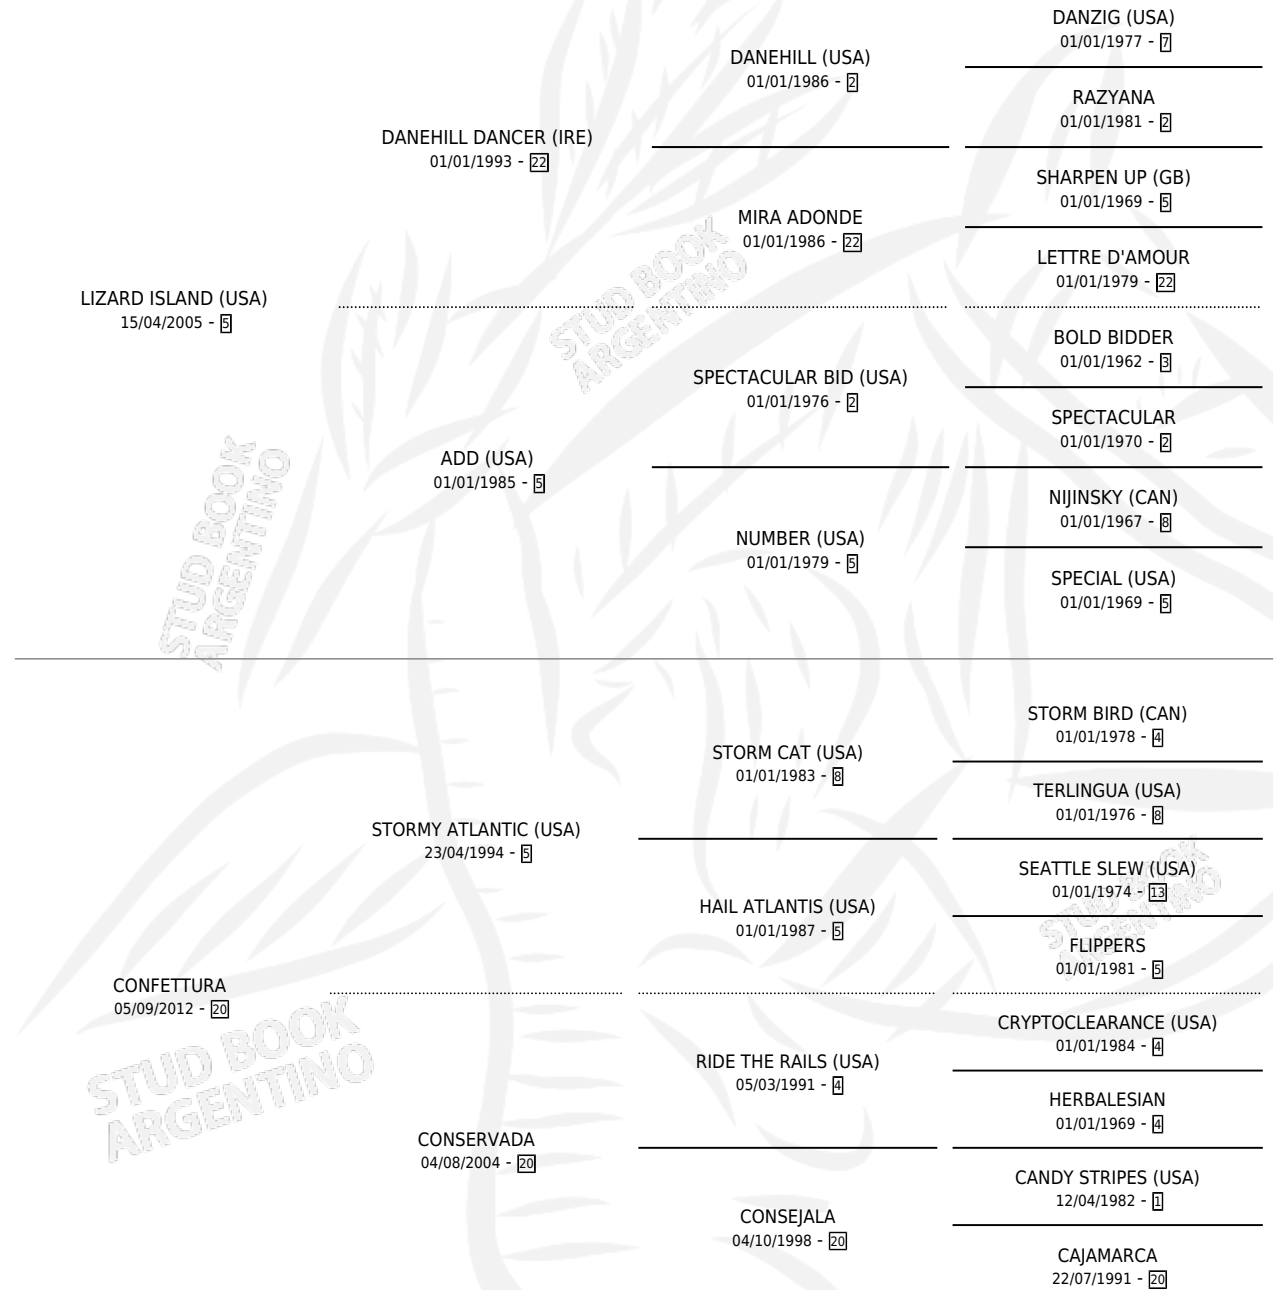 DANZIG (USA)
01/01/1977 - 7
DANEHILL (USA)
01/01/1986 - 2
RAZYANA
01/01/1981 - 2
DANEHILL DANCER (IRE)
01/01/1993 - 22
SHARPEN UP (GB)
01/01/1969 - 5
MIRA ADONDE
01/01/1986 - 22
LETTRE D'AMOUR
01/01/1979 - 22
LIZARD ISLAND (USA)
15/04/2005 - 5
BOLD BIDDER
01/01/1962 - 3
SPECTACULAR BID (USA)
01/01/1976 - 2
SPECTACULAR
01/01/1970 - 2
ADD (USA)
01/01/1985 - 5
NIJINSKY (CAN)
01/01/1967 - 8
NUMBER (USA)
01/01/1979 - 5
SPECIAL (USA)
01/01/1969 - 5
STORM BIRD (CAN)
01/01/1978 - 4
STORM CAT (USA)
01/01/1983 - 8
TERLINGUA (USA)
01/01/1976 - 8
STORMY ATLANTIC (USA)
23/04/1994 - 5
SEATTLE SLEW (USA)
01/01/1974 - 13
HAIL ATLANTIS (USA)
01/01/1987 - 5
FLIPPERS
01/01/1981 - 5
CONFETTURA
05/09/2012 - 20
CRYPTOCLEARANCE (USA)
01/01/1984 - 4
RIDE THE RAILS (USA)
05/03/1991 - 4
HERBALESIAN
01/01/1969 - 4
CONSERVADA
04/08/2004 - 20
CANDY STRIPES (USA)
12/04/1982 - 1
CONSEJALA
04/10/1998 - 20
CAJAMARCA
22/07/1991 - 20
STUD BOOK
ARGENTINO
STUD BOOK
ARGENTINO
STUD BOOK
ARGENTINO
STUD BOOK
ARGENTINO